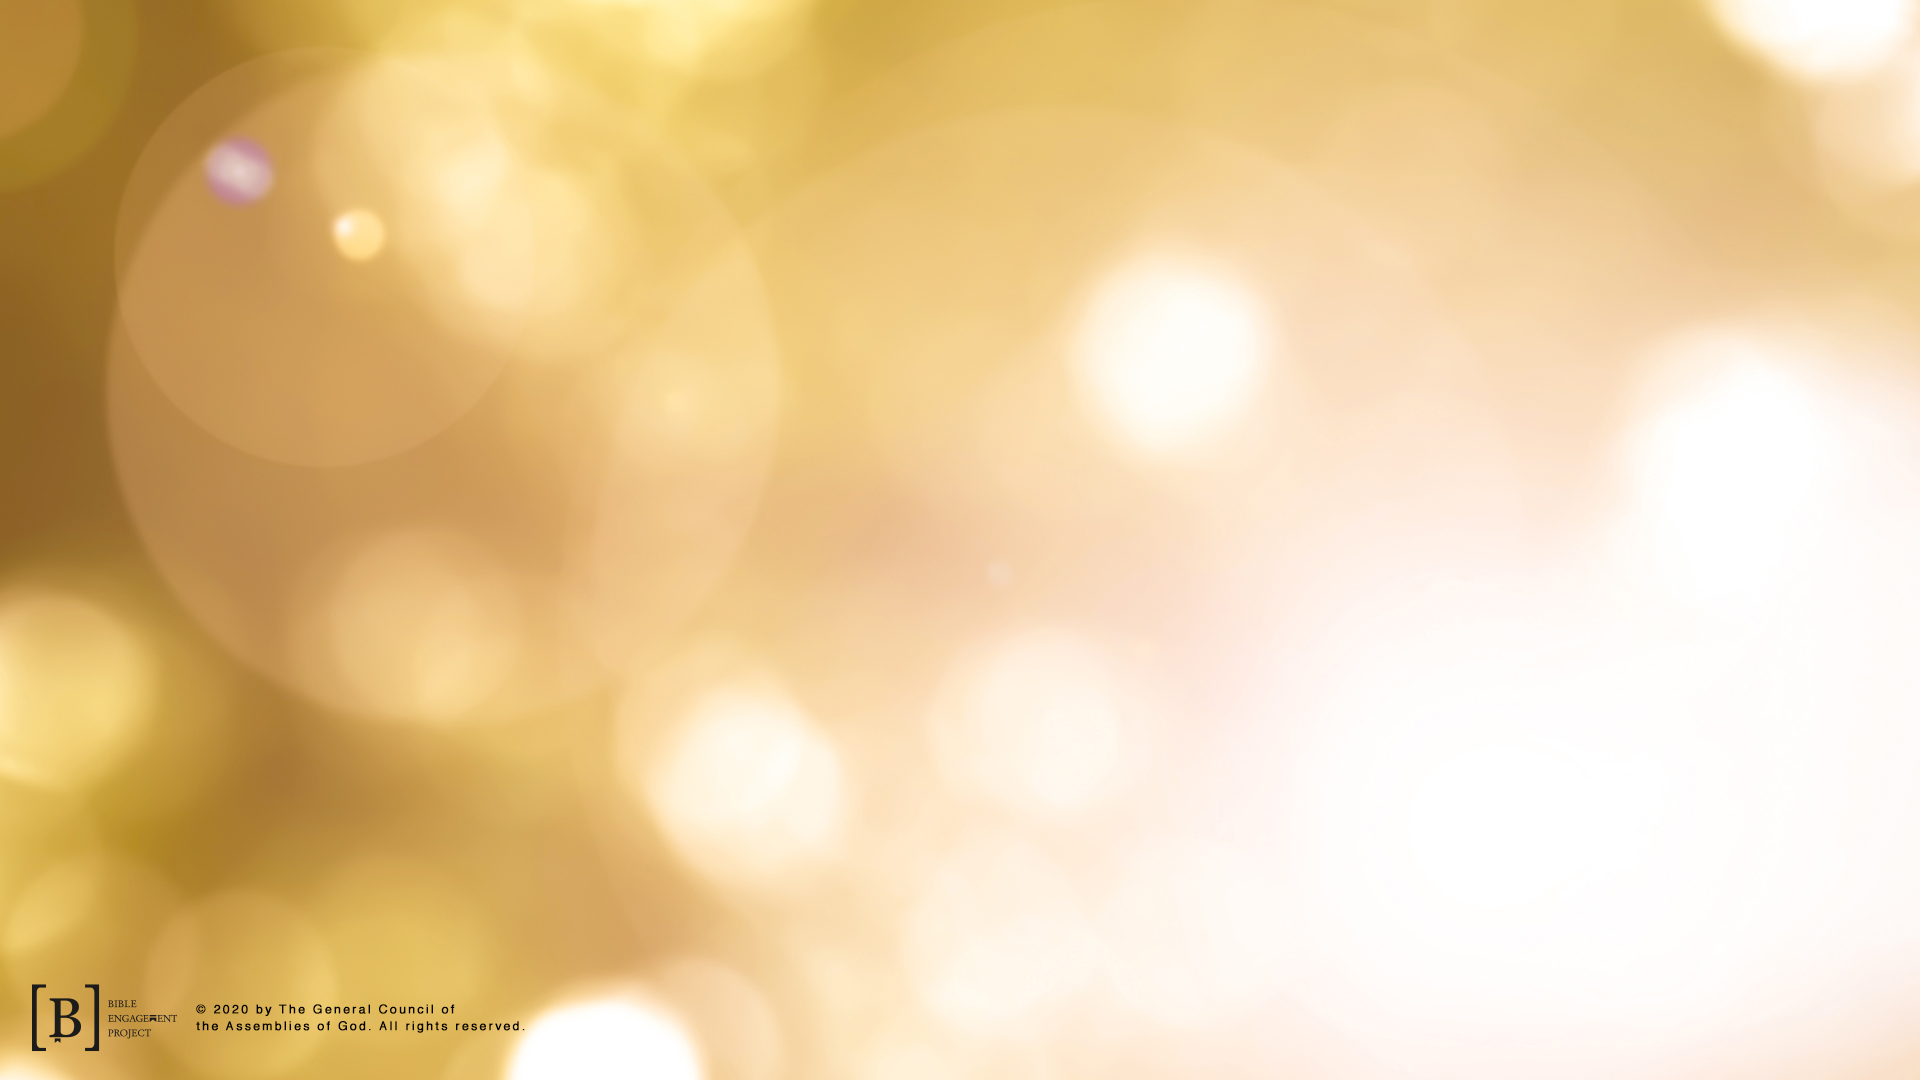 B
BIBLE
ENGAGEMENT
PROJECT
© 2020 by The General Council of
the Assemblies of God. All rights reserved.